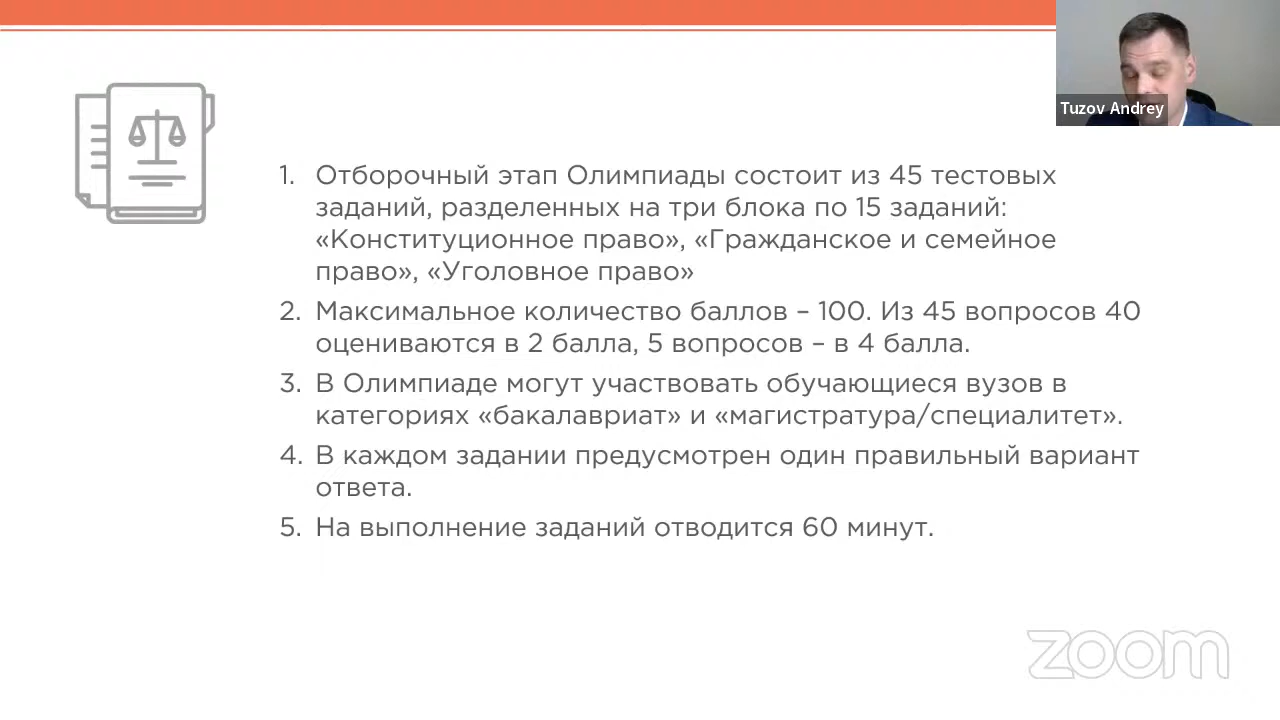 Tuzov Andrey
1. Отборочный этап Олимпиады состоит из 45 тестовых
заданий, разделенных на три блока по 15 заданий:
«Конституционное право», «Гражданское и семейное
право», «Уголовное право»
2. Максимальное количество баллов – 100. Из 45 вопросов 40
оцениваются в 2 балла, 5 вопросов – в 4 балла.
3. В Олимпиаде могут участвовать обучающиеся вузов в
категориях «бакалавриат» и «магистратура/специалитет».
4. В каждом задании предусмотрен один правильный вариант
ответа.
5. На выполнение заданий отводится 60 минут.
zoom